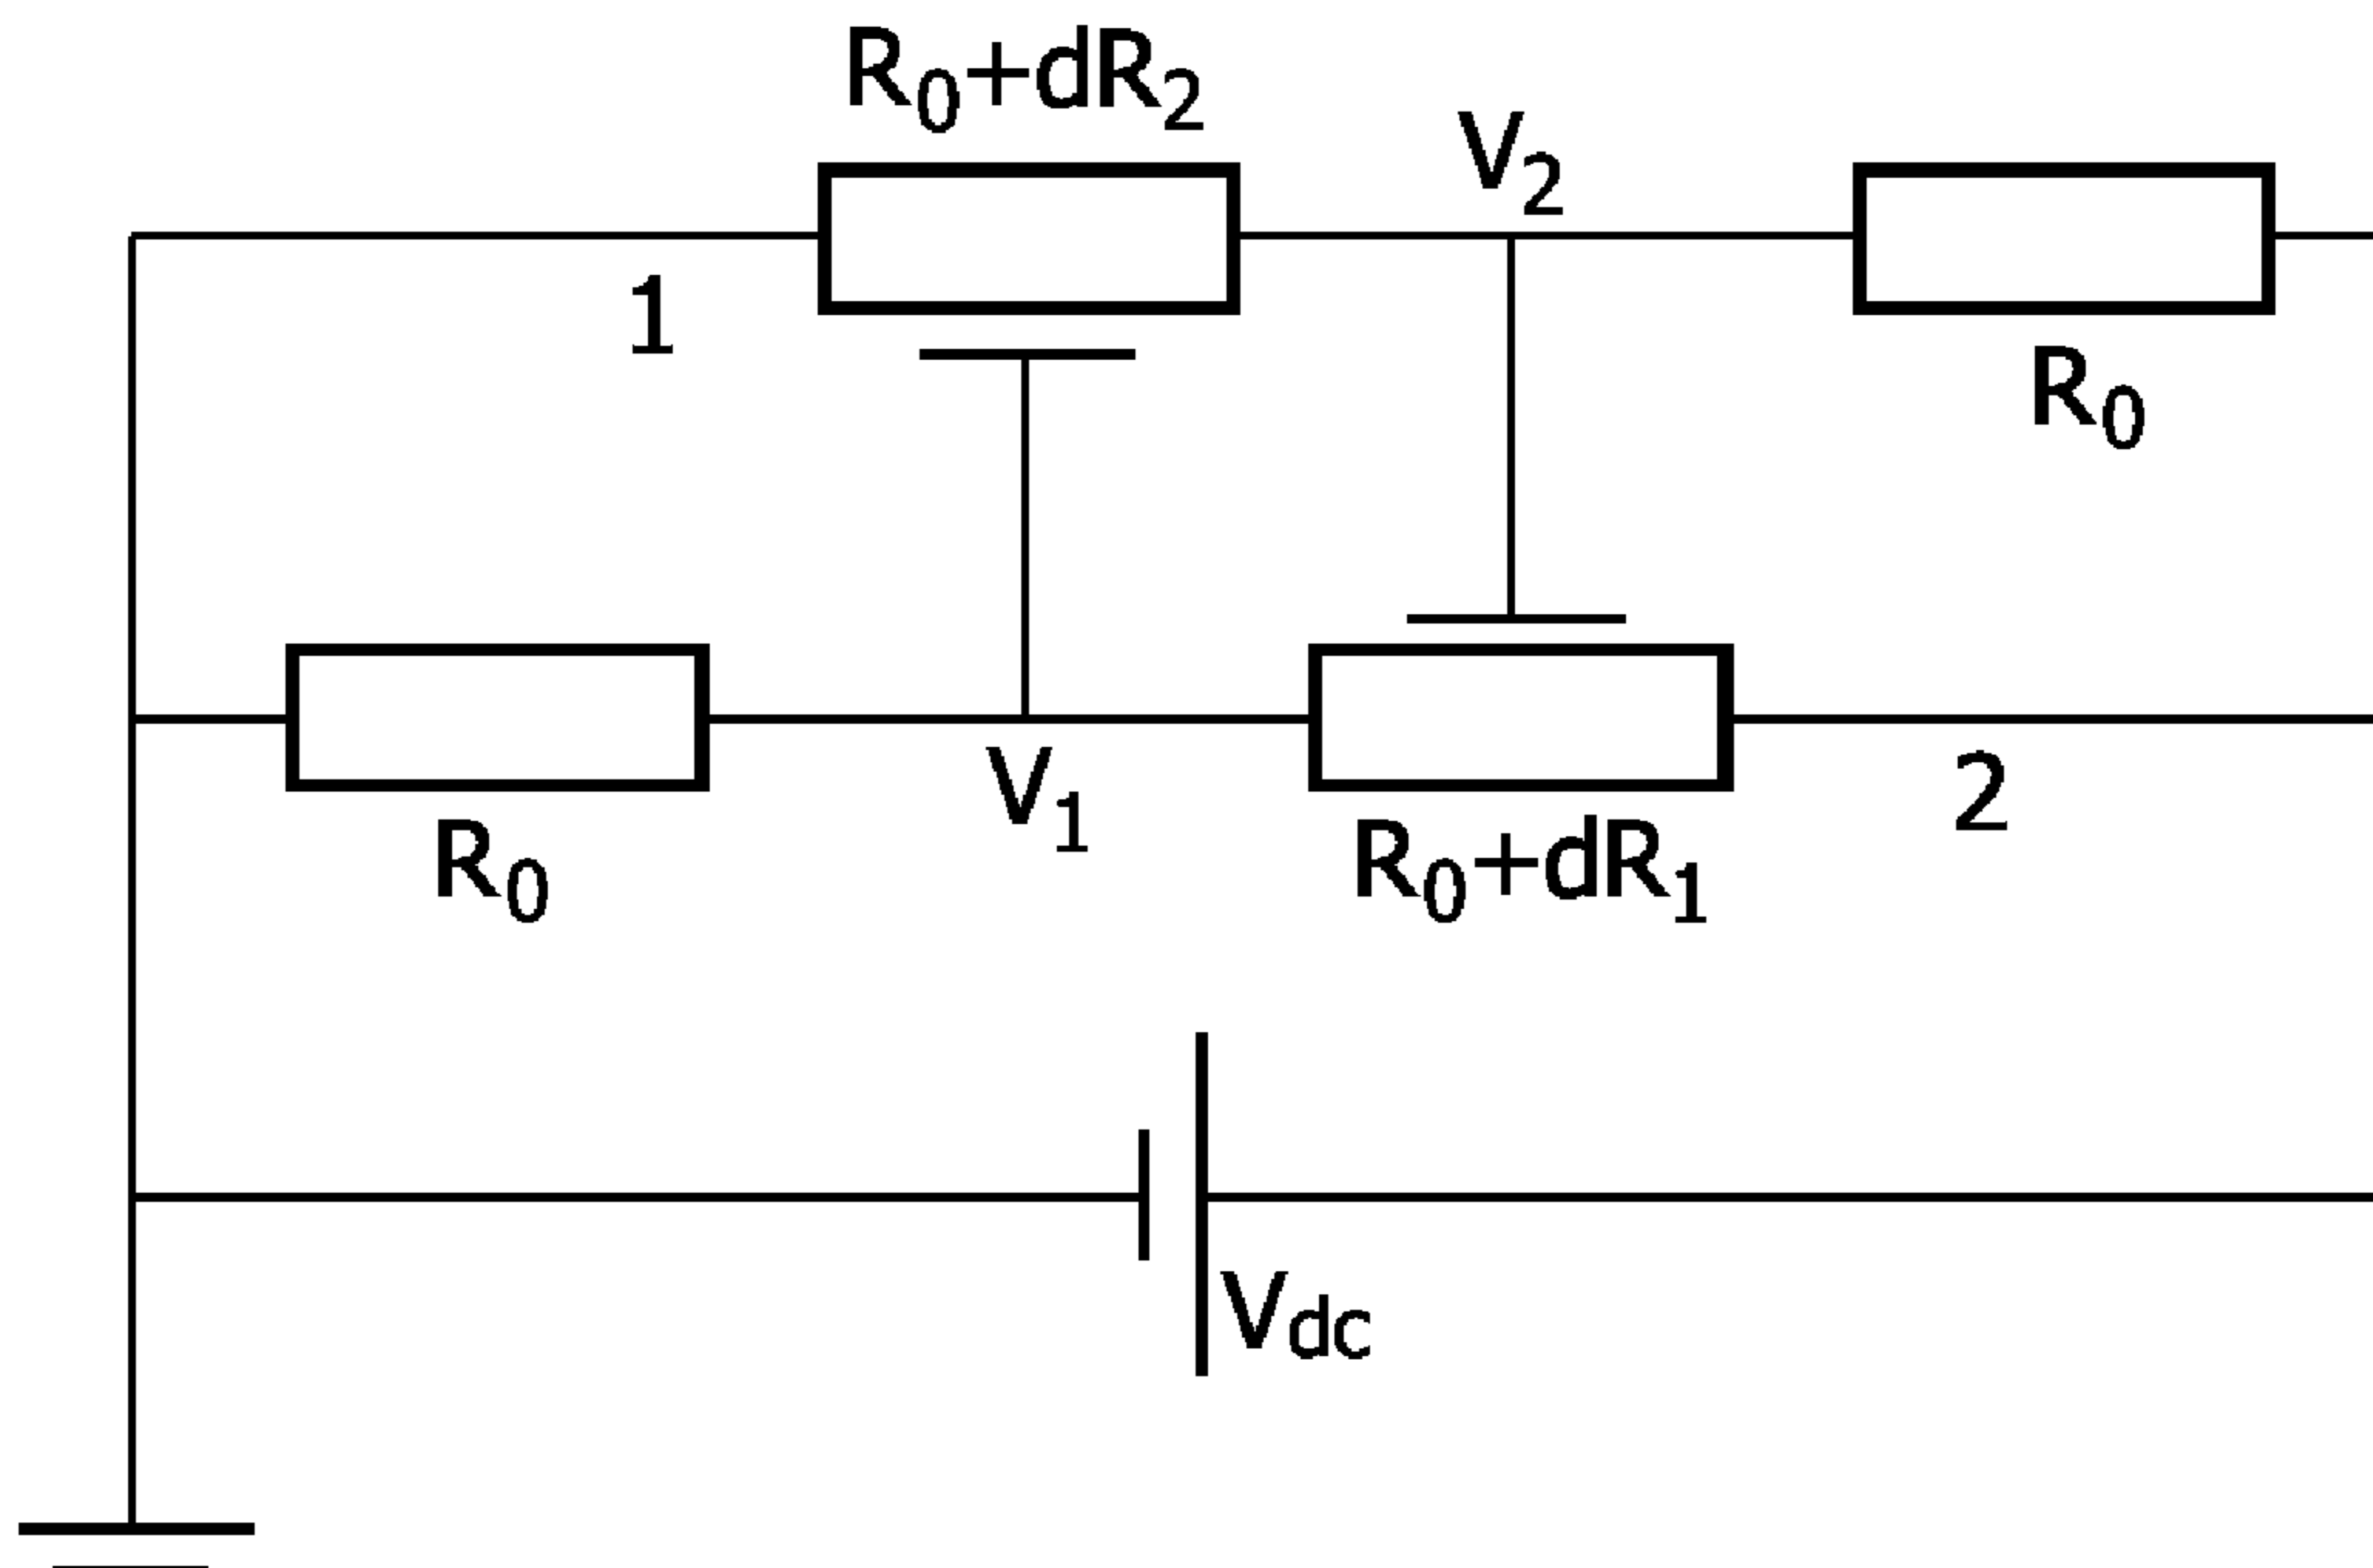 R₀+dR₂
V₂
1
R₀
V₁
2
R₀
R₀+dR₁
Vdc